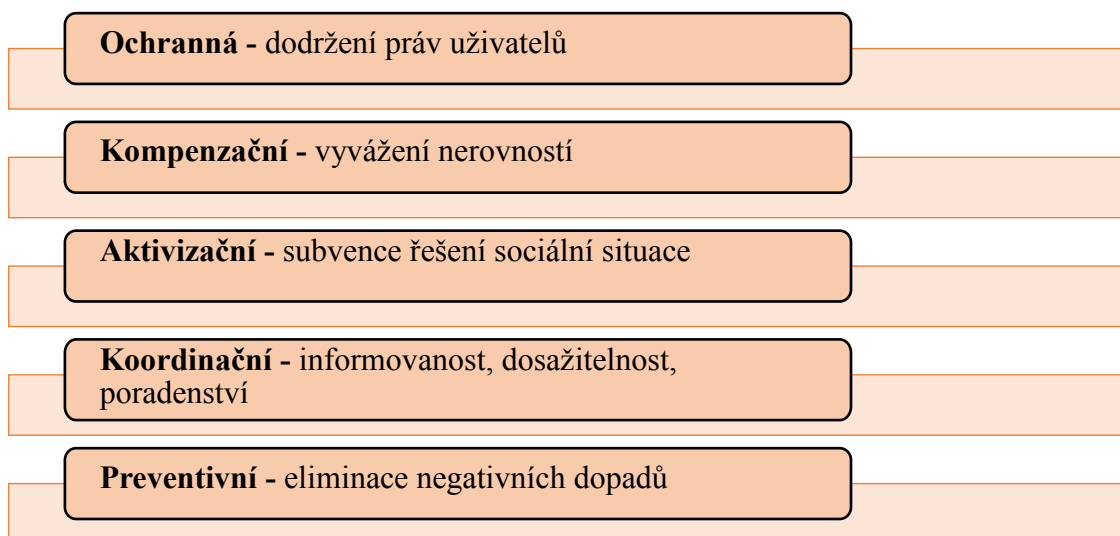 Ochranná - dodržení práv uživatelů
Kompenzační - vyvážení nerovností
Aktivizační - subvence řešení sociální situace
Koordinační - informovanost, dosažitelnost,
poradenství
Preventivní - eliminace negativních dopadů